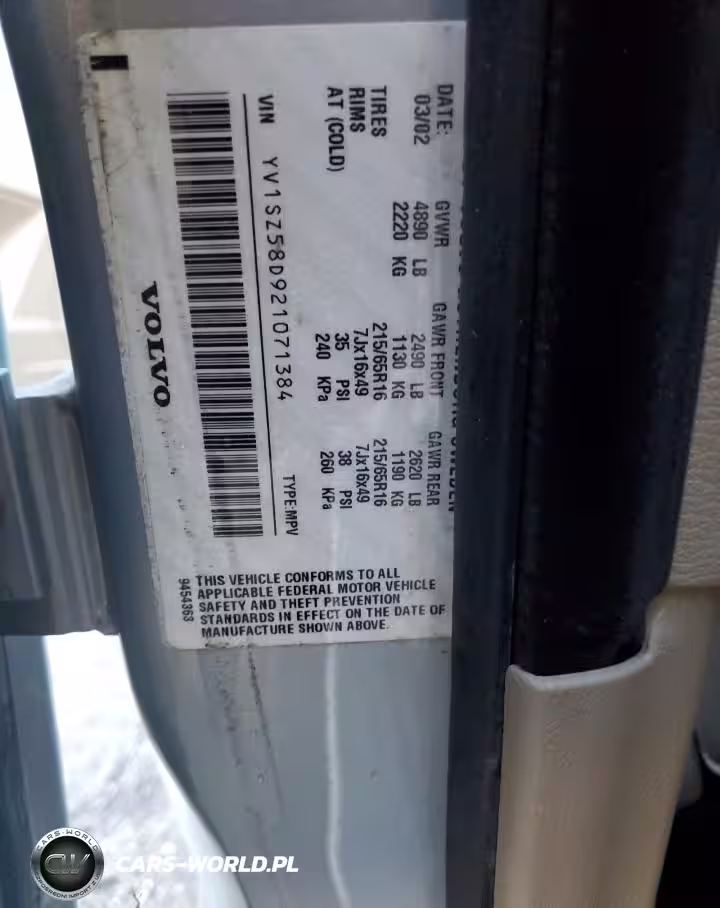 DATE: GVWR GAWR FRONT GAWR REAR
03/02 4890 LB 2490 LB 2620 LB
2220 KG 1130 KG 1190 KG
TIRES 215/65R16 215/65R16
RIMS 7Jx16x49 7Jx16x49
AT (COLD) 35 PSI 38 PSI
240 KPa 260 KPa
VIN YV1SZ58D921071384 TYPE:MPV
VOLVO
THIS VEHICLE CONFORMS TO ALL
APPLICABLE FEDERAL MOTOR VEHICLE
SAFETY AND THEFT PREVENTION
STANDARDS IN EFFECT ON THE DATE OF
MANUFACTURE SHOWN ABOVE.
9454363
CARS-WORLD
CW
CARS-WORLD.PL